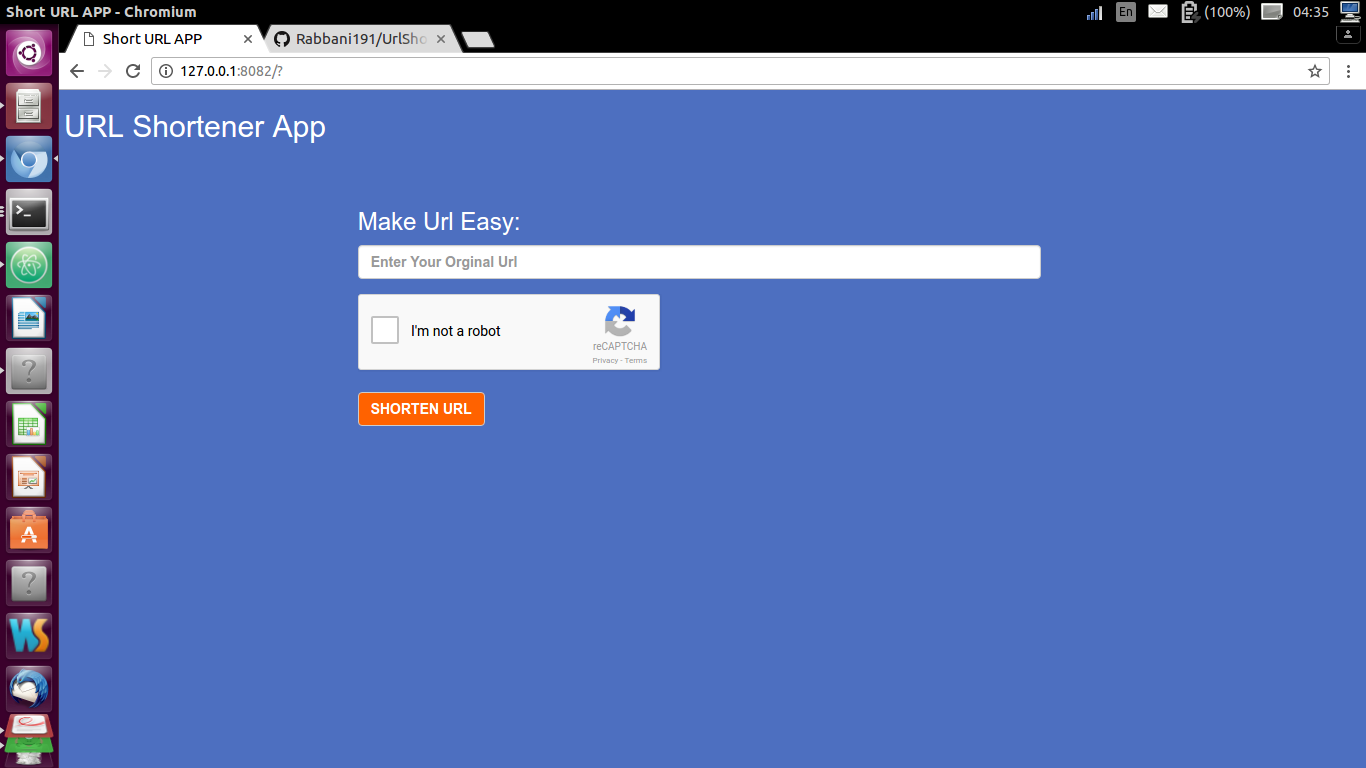 Short URL APP - Chromium
En
(100%)
04:35
Short URL APP
Rabbani191/UrlSho
127.0.0.1:8082/?
URL Shortener App
Make Url Easy:
Enter Your Orginal Url
I'm not a robot
reCAPTCHA
Privacy - Terms
SHORTEN URL
>_
?
A
?
WS